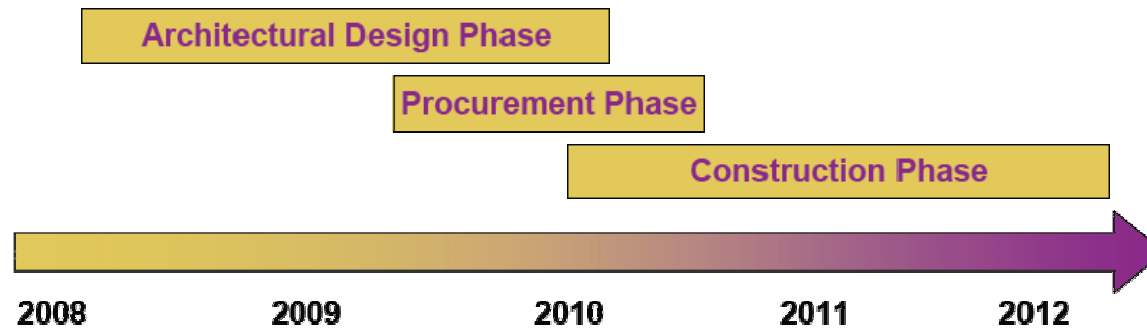 Architectural Design Phase
Procurement Phase
Construction Phase
2008 2009 2010 2011 2012